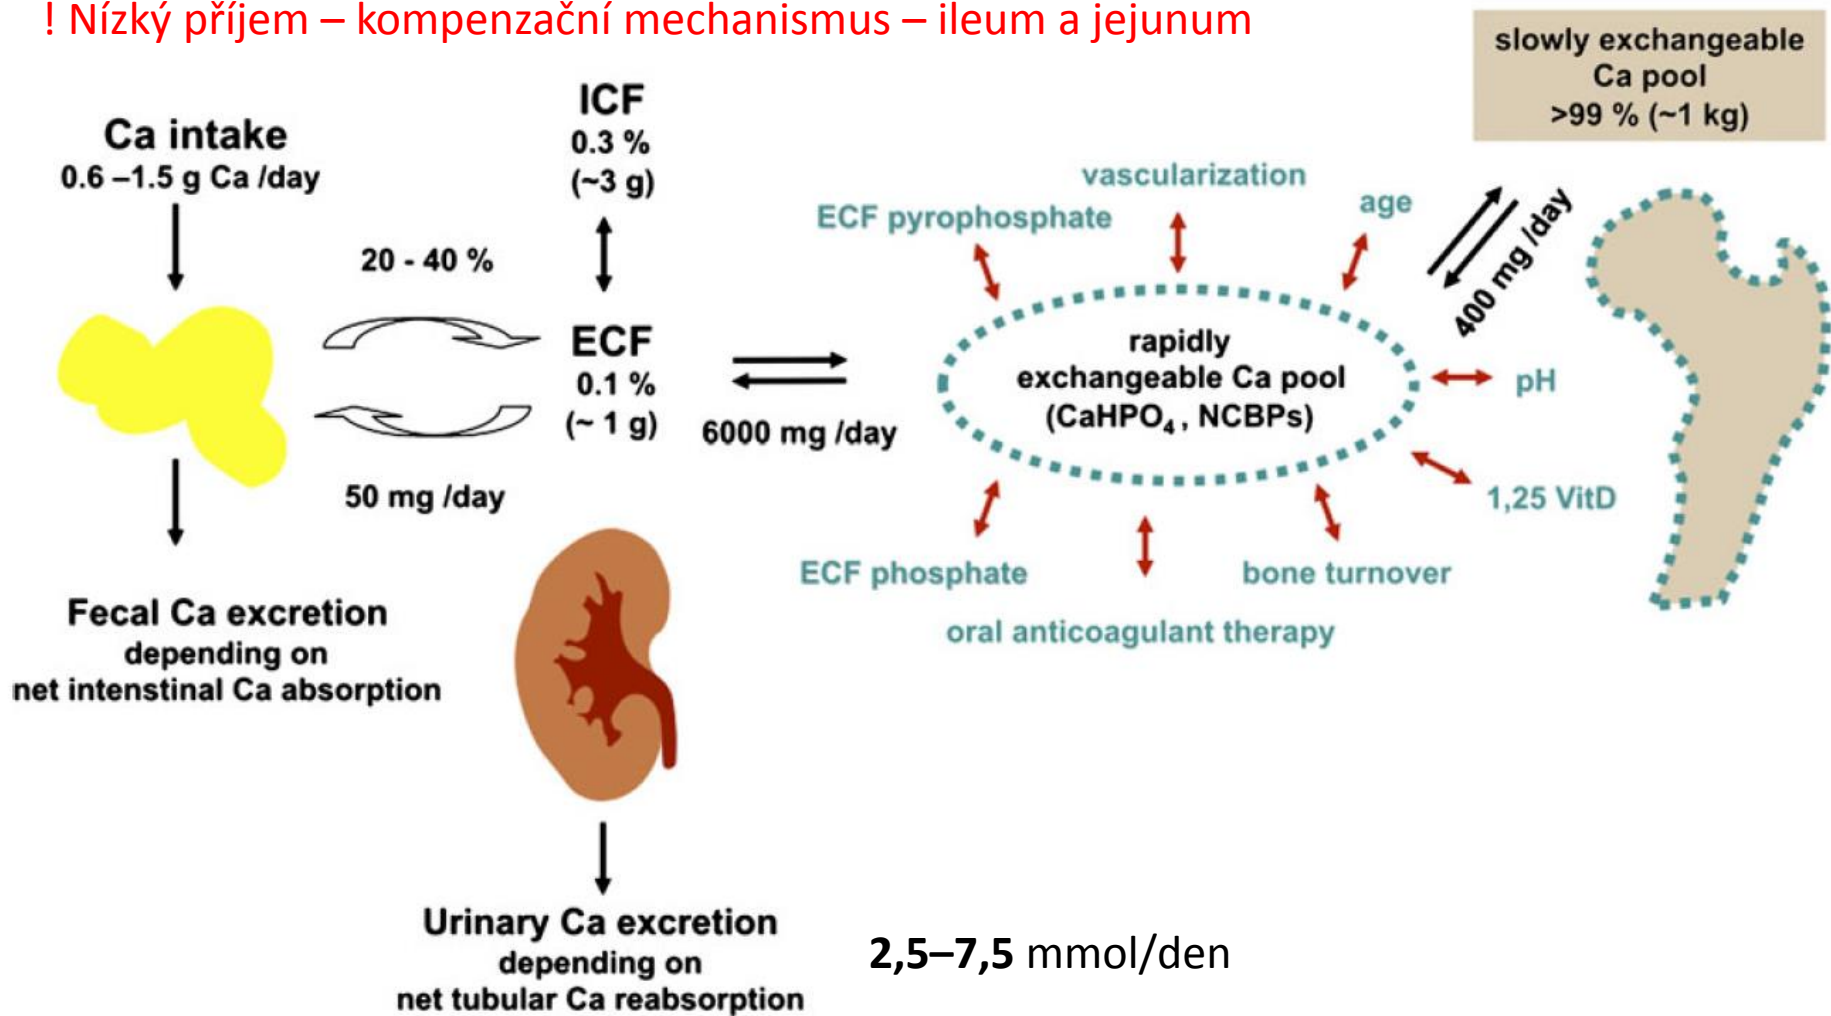 ! Nízký příjem – kompenzační mechanismus – ileum a jejunum
slowly exchangeable
Ca pool
>99 % (~1 kg)
Ca intake
0.6 –1.5 g Ca /day
ICF
0.3 %
(~3 g)
20 - 40 %
ECF
0.1 %
(~ 1 g)
50 mg /day
6000 mg /day
vascularization
ECF pyrophosphate
age
400 mg /day
rapidly
exchangeable Ca pool
(CaHPO₄, NCBPs)
pH
1,25 VitD
ECF phosphate
bone turnover
oral anticoagulant therapy
Fecal Ca excretion
depending on
net intenstinal Ca absorption
Urinary Ca excretion
depending on
net tubular Ca reabsorption
2,5–7,5 mmol/den